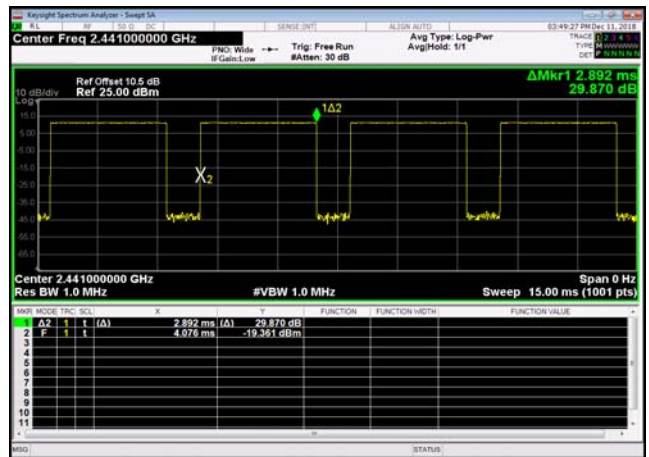 Keysight Spectrum Analyzer - Swept SA
RL RF 50 Ω DC SENSE:INT ALIGN AUTO 03:49:27 PM Dec 11, 2018
Center Freq 2.441000000 GHz
PNO: Wide
IFGain:Low
Trig: Free Run
#Atten: 30 dB
Avg Type: Log-Pwr
Avg|Hold: 1/1
TRACE 1 2 3 4 5 6
TYPE M
DET P N N N N N
ΔMkr1 2.892 ms
29.870 dB
Ref Offset 10.5 dB
10 dB/div Ref 25.00 dBm
Log
15.0
5.00
-5.00
-15.0
-25.0
-35.0
-45.0
-55.0
-65.0
1Δ2
X2
Center 2.441000000 GHz Span 0 Hz
Res BW 1.0 MHz #VBW 1.0 MHz Sweep 15.00 ms (1001 pts)
MKR MODE TRC SCL X Y FUNCTION FUNCTION WIDTH FUNCTION VALUE
1 Δ2 1 t (Δ) 2.892 ms (Δ) 29.870 dB
2 F 1 t 4.076 ms -19.361 dBm
3
4
5
6
7
8
9
10
11
MSG STATUS